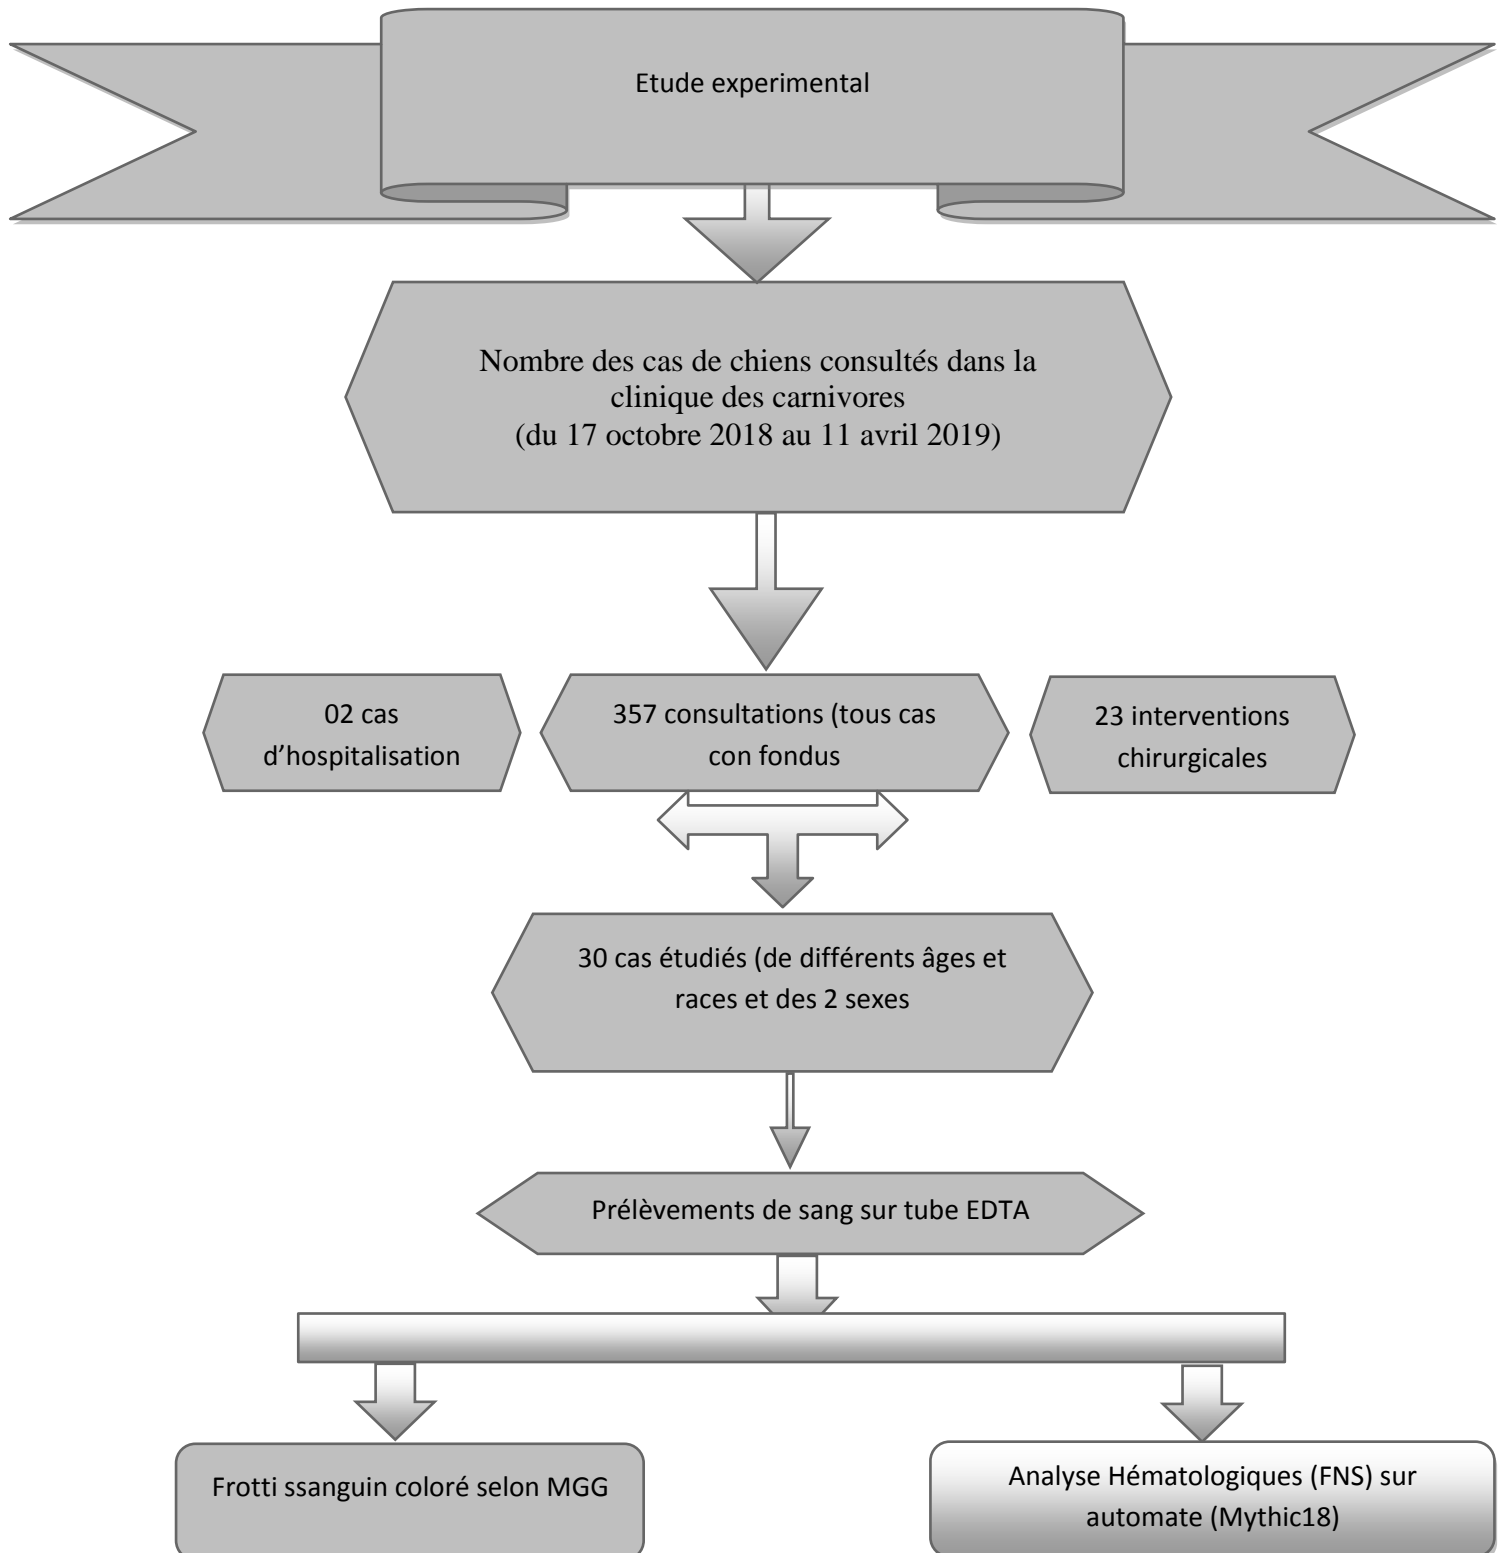 Etude experimental
Nombre des cas de chiens consultés dans la
clinique des carnivores
(du 17 octobre 2018 au 11 avril 2019)
02 cas
d’hospitalisation
357 consultations (tous cas
con fondus
23 interventions
chirurgicales
30 cas étudiés (de différents âges et
races et des 2 sexes
Prélèvements de sang sur tube EDTA
Frotti ssanguin coloré selon MGG
Analyse Hématologiques (FNS) sur
automate (Mythic18)